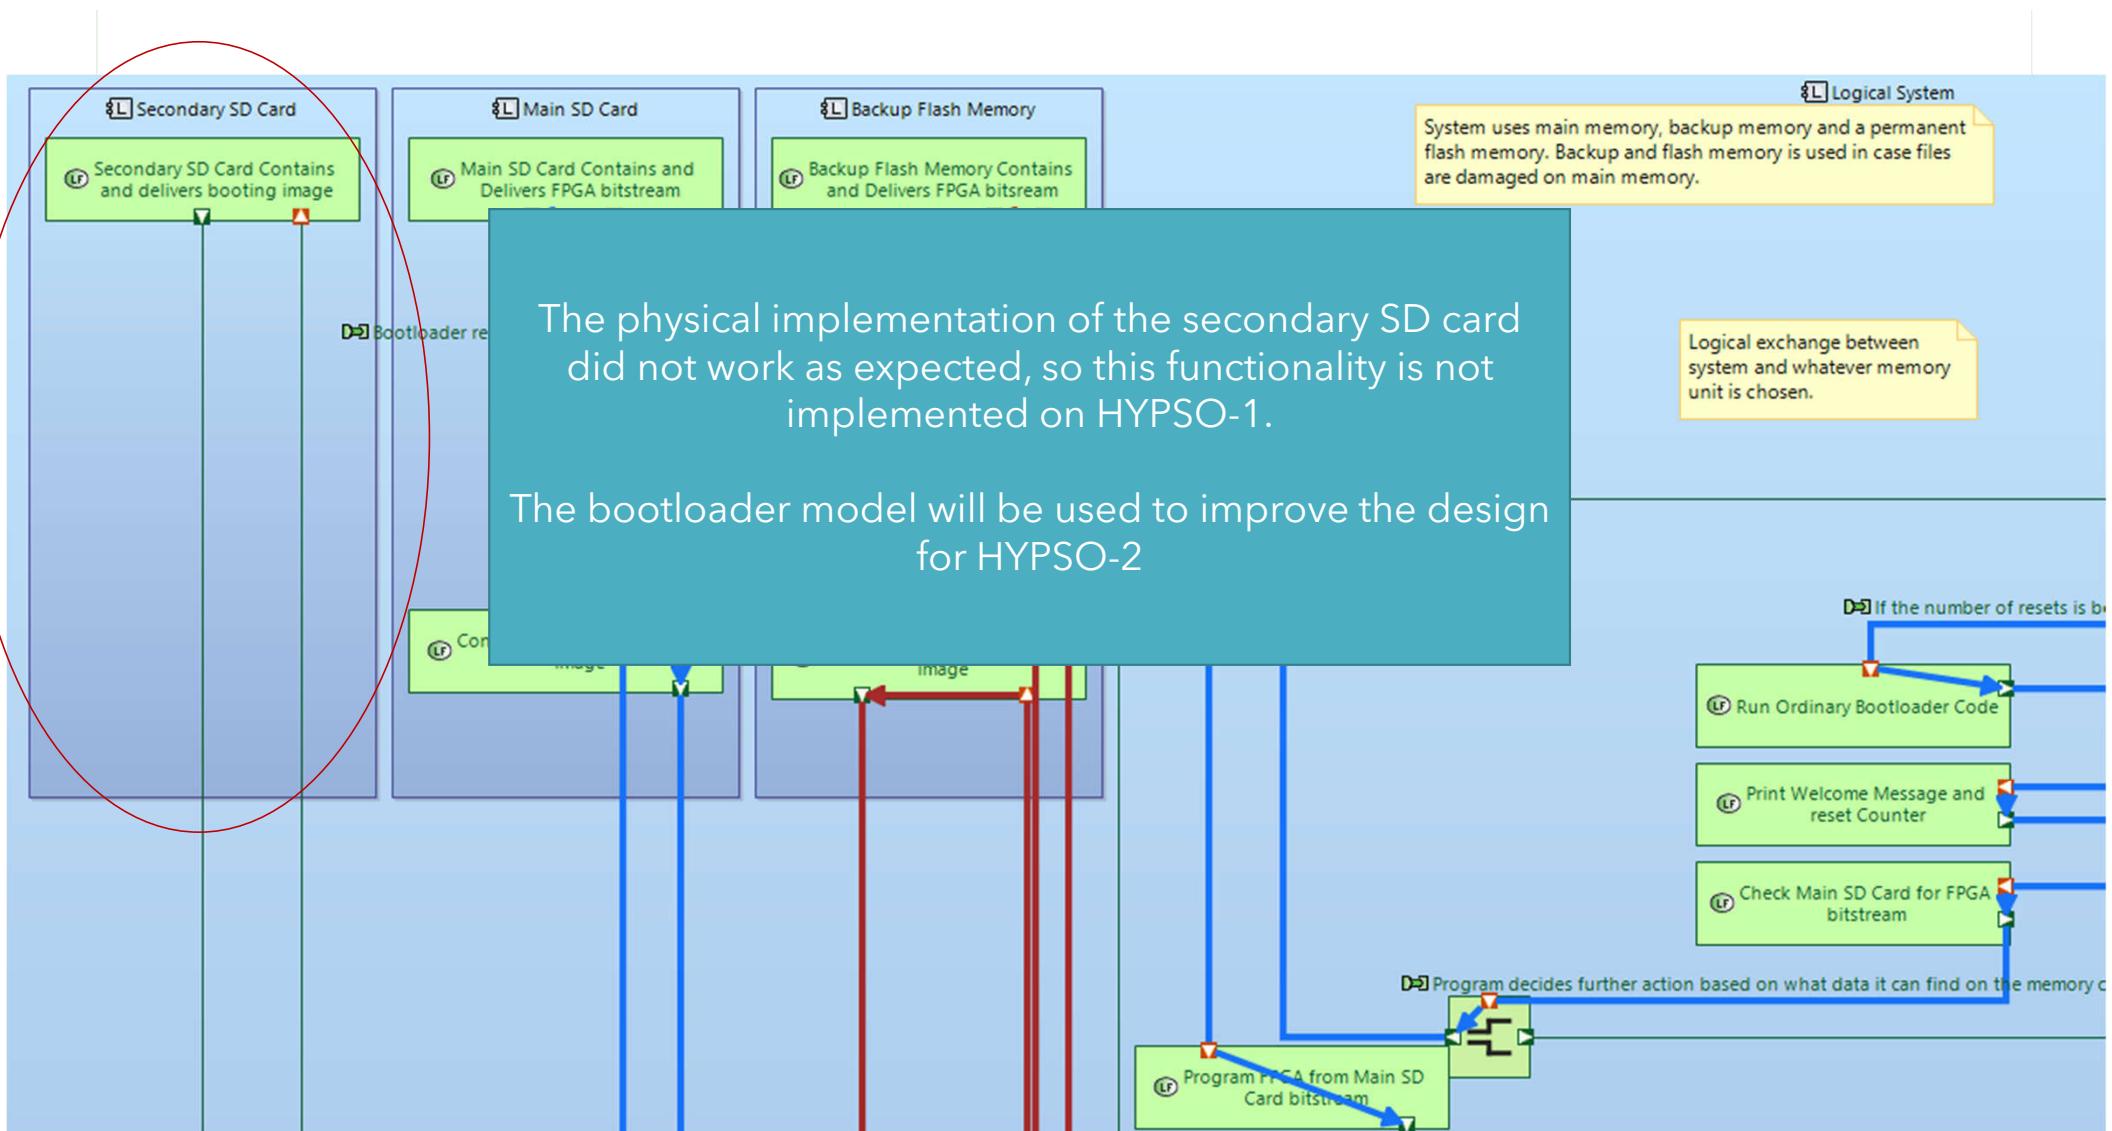 Secondary SD Card
Secondary SD Card Contains
and delivers booting image
Main SD Card
Main SD Card Contains and
Delivers FPGA bitstream
Backup Flash Memory
Backup Flash Memory Contains
and Delivers FPGA bitsream
Logical System
System uses main memory, backup memory and a permanent
flash memory. Backup and flash memory is used in case files
are damaged on main memory.
Bootloader re
The physical implementation of the secondary SD card
did not work as expected, so this functionality is not
implemented on HYPSO-1.
The bootloader model will be used to improve the design
for HYPSO-2
Logical exchange between
system and whatever memory
unit is chosen.
Con
image
image
If the number of resets is b
Run Ordinary Bootloader Code
Print Welcome Message and
reset Counter
Check Main SD Card for FPGA
bitstream
Program decides further action based on what data it can find on the memory c
Program FPGA from Main SD
Card bitstream